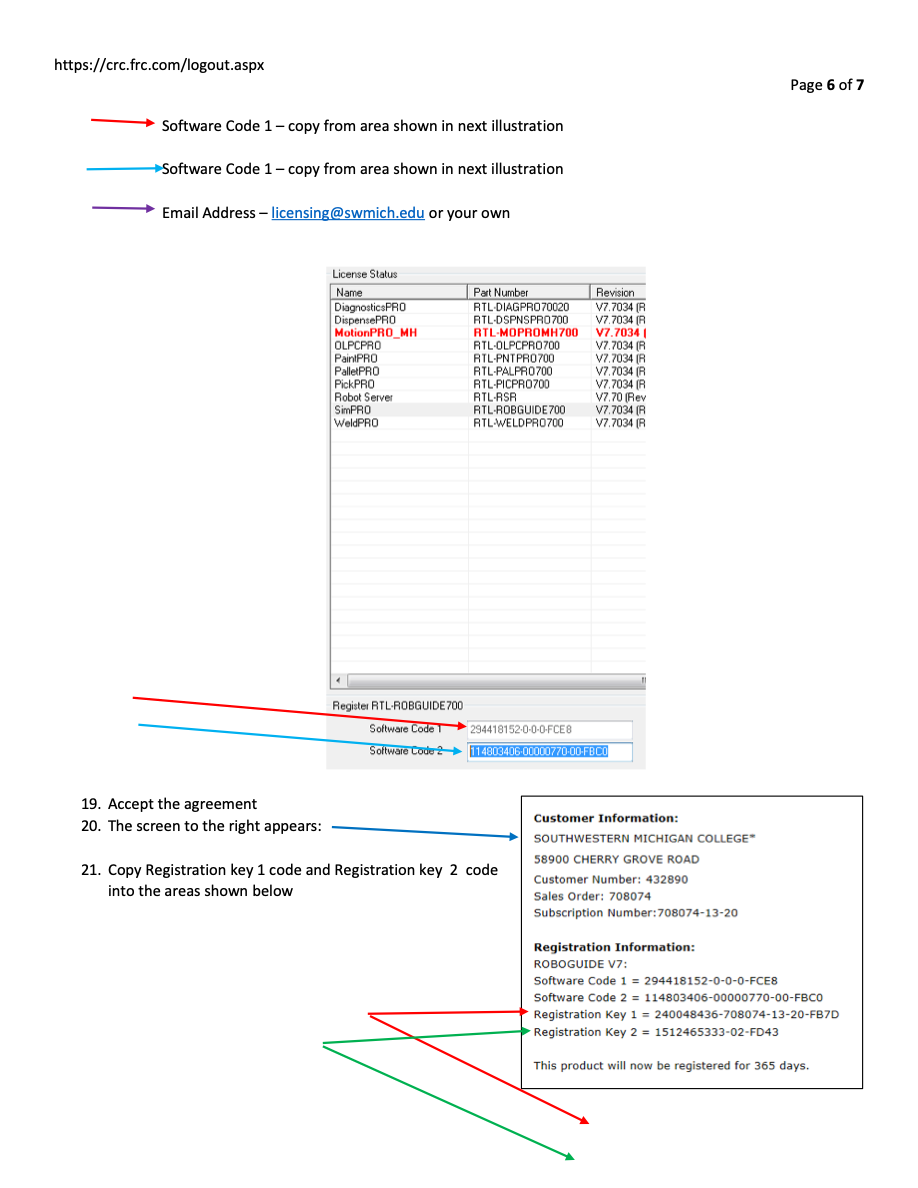 https://crc.frc.com/logout.aspx
Page 6 of 7
Software Code 1 – copy from area shown in next illustration
Software Code 1 – copy from area shown in next illustration
Email Address – licensing@swmich.edu or your own
License Status
Name Part Number Revision
DiagnosticsPRO RTL-DIAGPRO70020 V7.7034 (R
DispensePRO RTL-DSPNSPRO700 V7.7034 (R
MotionPRO_MH RTL-MOPROMH700 V7.7034 (
OLPCPRO RTL-OLPCPRO700 V7.7034 (R
PaintPRO RTL-PNTPRO700 V7.7034 (R
PalletPRO RTL-PALPRO700 V7.7034 (R
PickPRO RTL-PICPRO700 V7.7034 (R
Robot Server RTL-RSR V7.70 (Rev
SimPRO RTL-ROBGUIDE700 V7.7034 (R
WeldPRO RTL-WELDPRO700 V7.7034 (R
Register RTL-ROBGUIDE700
Software Code 1 294418152-0-0-0-FCE8
Software Code 2 114803406-00000770-00-FBC0
19. Accept the agreement
20. The screen to the right appears:
21. Copy Registration key 1 code and Registration key 2 code
into the areas shown below
Customer Information:
SOUTHWESTERN MICHIGAN COLLEGE*
58900 CHERRY GROVE ROAD
Customer Number: 432890
Sales Order: 708074
Subscription Number:708074-13-20
Registration Information:
ROBOGUIDE V7:
Software Code 1 = 294418152-0-0-0-FCE8
Software Code 2 = 114803406-00000770-00-FBC0
Registration Key 1 = 240048436-708074-13-20-FB7D
Registration Key 2 = 1512465333-02-FD43
This product will now be registered for 365 days.